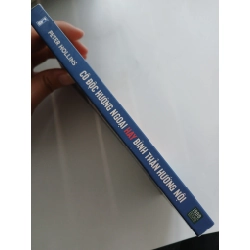 PETER HOLLINS
CÔ ĐỘC HƯỚNG NGOẠI HAY BÌNH THẢN HƯỚNG NỘI